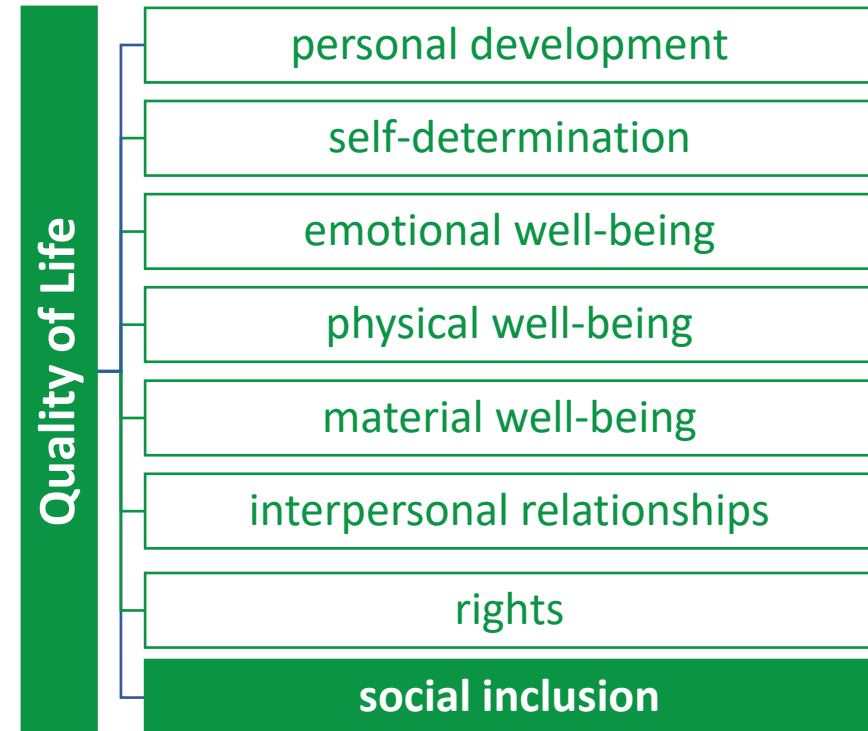 Quality of Life
personal development
self-determination
emotional well-being
physical well-being
material well-being
interpersonal relationships
rights
social inclusion